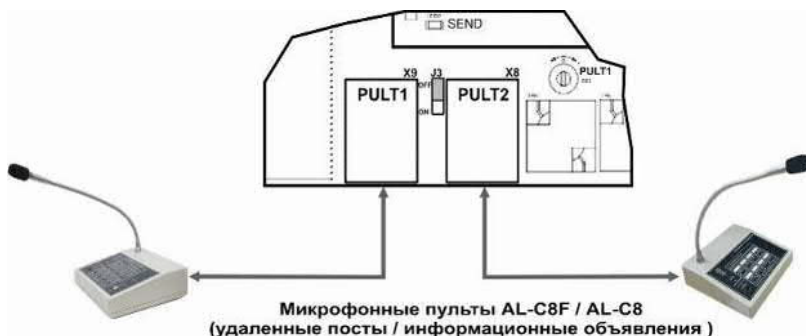 SEND
X9 J3 X8
OFF
PULT1 PULT2 PULT1
ON
Микрофонные пульты AL-C8F / AL-C8
(удаленные посты / информационные объявления )